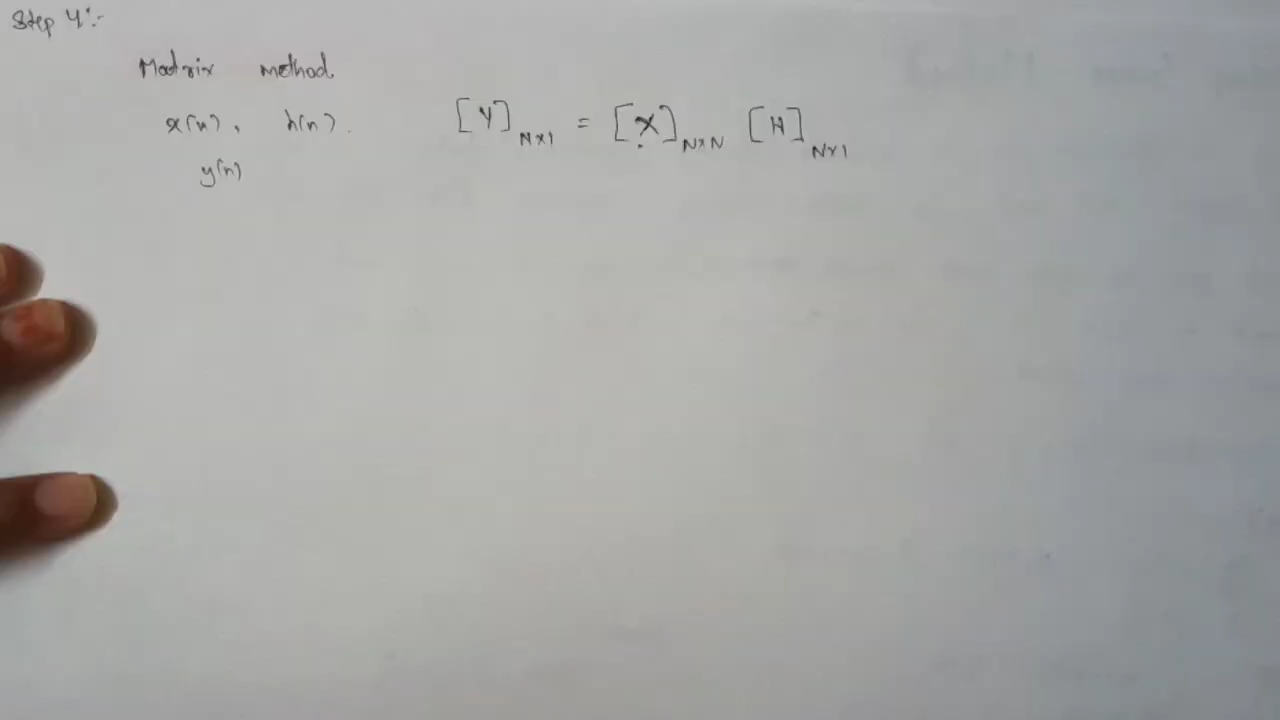 Step 4:-
Matrix method
x(n), h(n). [Y]N×1 = [X]N×N [H]N×1
y(n)